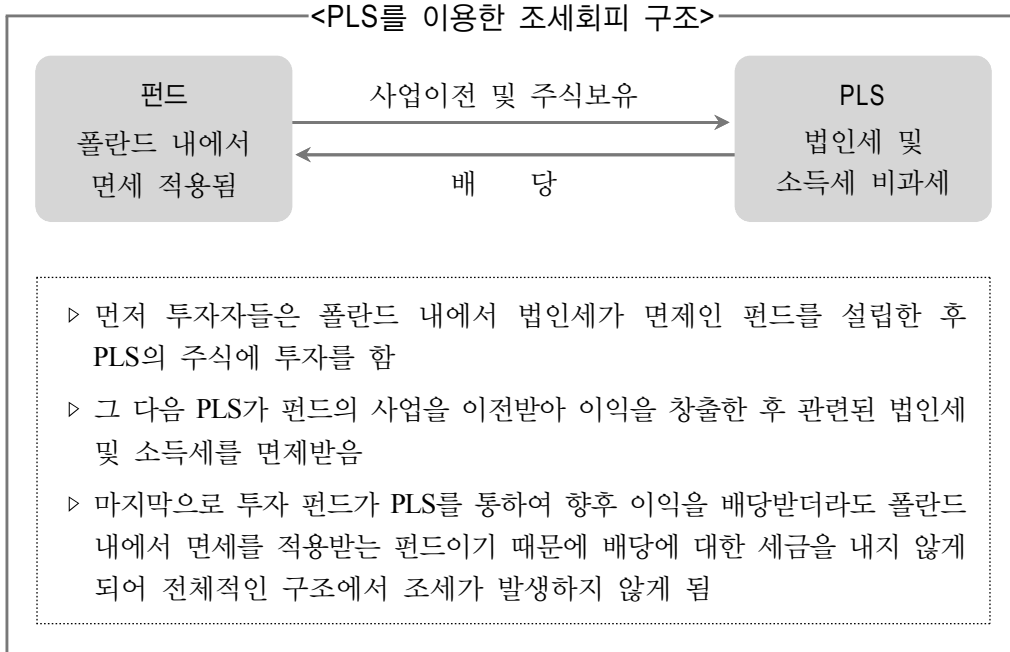 <PLS를 이용한 조세회피 구조>
펀드
폴란드 내에서
면세 적용됨
사업이전 및 주식보유
배 당
PLS
법인세 및
소득세 비과세
▷ 먼저 투자자들은 폴란드 내에서 법인세가 면제인 펀드를 설립한 후
PLS의 주식에 투자를 함
▷ 그 다음 PLS가 펀드의 사업을 이전받아 이익을 창출한 후 관련된 법인세
및 소득세를 면제받음
▷ 마지막으로 투자 펀드가 PLS를 통하여 향후 이익을 배당받더라도 폴란드
내에서 면세를 적용받는 펀드이기 때문에 배당에 대한 세금을 내지 않게
되어 전체적인 구조에서 조세가 발생하지 않게 됨